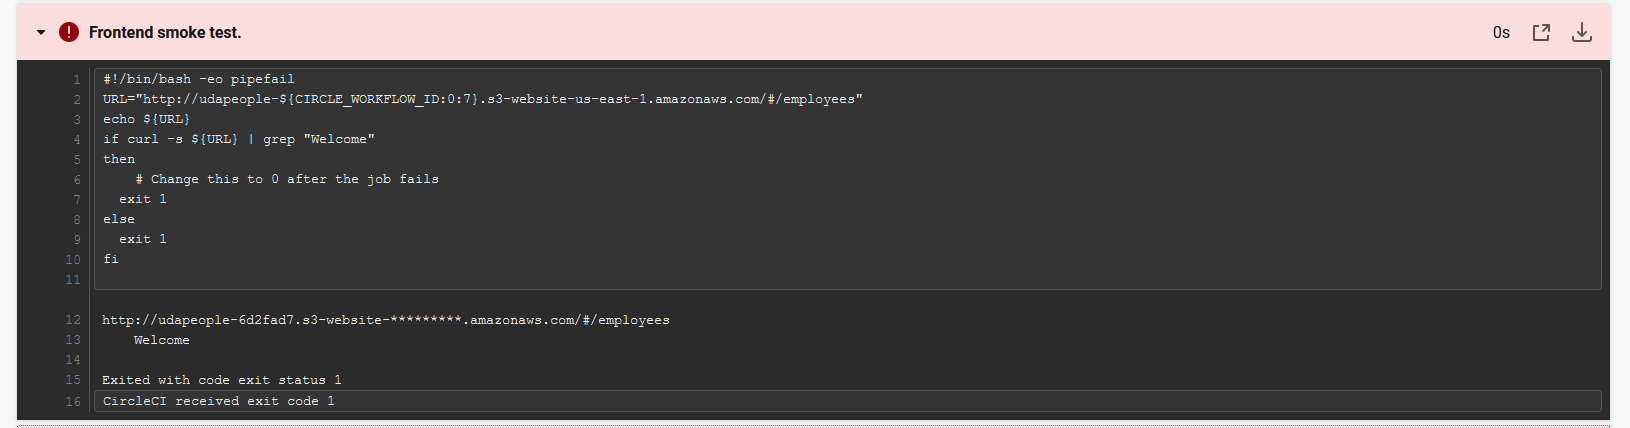 Frontend smoke test.
0s
1 #!/bin/bash -eo pipefail
2 URL="http://udapeople-${CIRCLE_WORKFLOW_ID:0:7}.s3-website-us-east-1.amazonaws.com/#/employees"
3 echo ${URL}
4 if curl -s ${URL} | grep "Welcome"
5 then
6     # Change this to 0 after the job fails
7   exit 1
8 else
9   exit 1
10 fi
11
12 http://udapeople-6d2fad7.s3-website-*********.amazonaws.com/#/employees
13     Welcome
14
15 Exited with code exit status 1
16 CircleCI received exit code 1